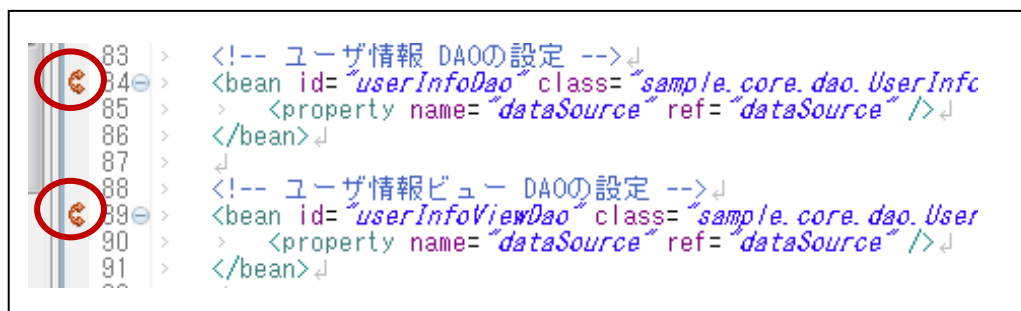 83 <!-- ユーザ情報 DAOの設定 -->
84 <bean id="userInfoDao" class="sample.core.dao.UserInfo
85 <property name="dataSource" ref="dataSource" />
86 </bean>
87
88 <!-- ユーザ情報ビュー DAOの設定 -->
89 <bean id="userInfoViewDao" class="sample.core.dao.User
90 <property name="dataSource" ref="dataSource" />
91 </bean>